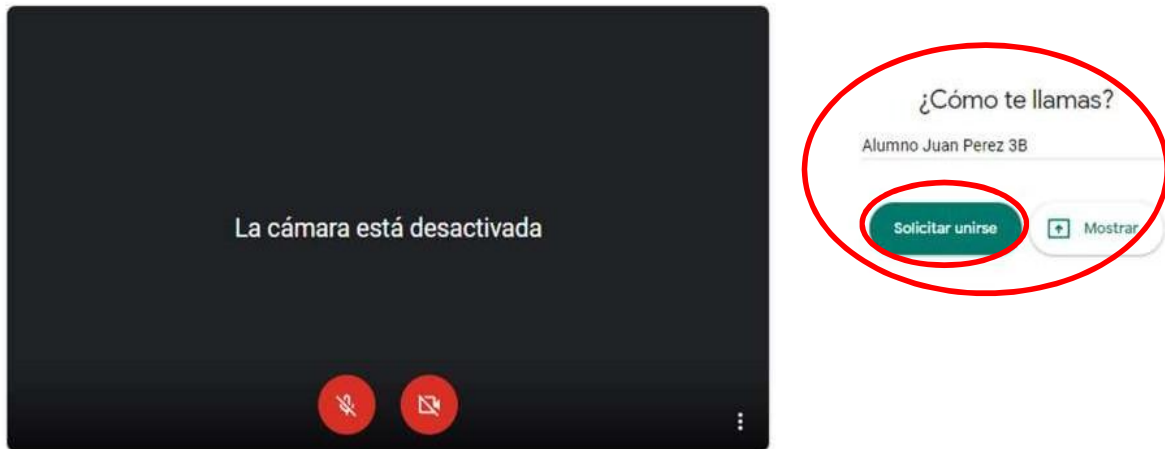 La cámara está desactivada
¿Cómo te llamas?
Alumno Juan Perez 3B
Solicitar unirse
Mostrar